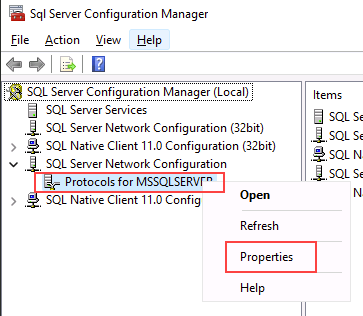 Sql Server Configuration Manager
File Action View Help
SQL Server Configuration Manager (Local)
SQL Server Services
SQL Server Network Configuration (32bit)
SQL Native Client 11.0 Configuration (32bit)
SQL Server Network Configuration
Protocols for MSSQLSERVER
SQL Native Client 11.0 Config
Items
SQL Se
SQL Se
SQL Na
SQL Se
SQL Na
Open
Refresh
Properties
Help